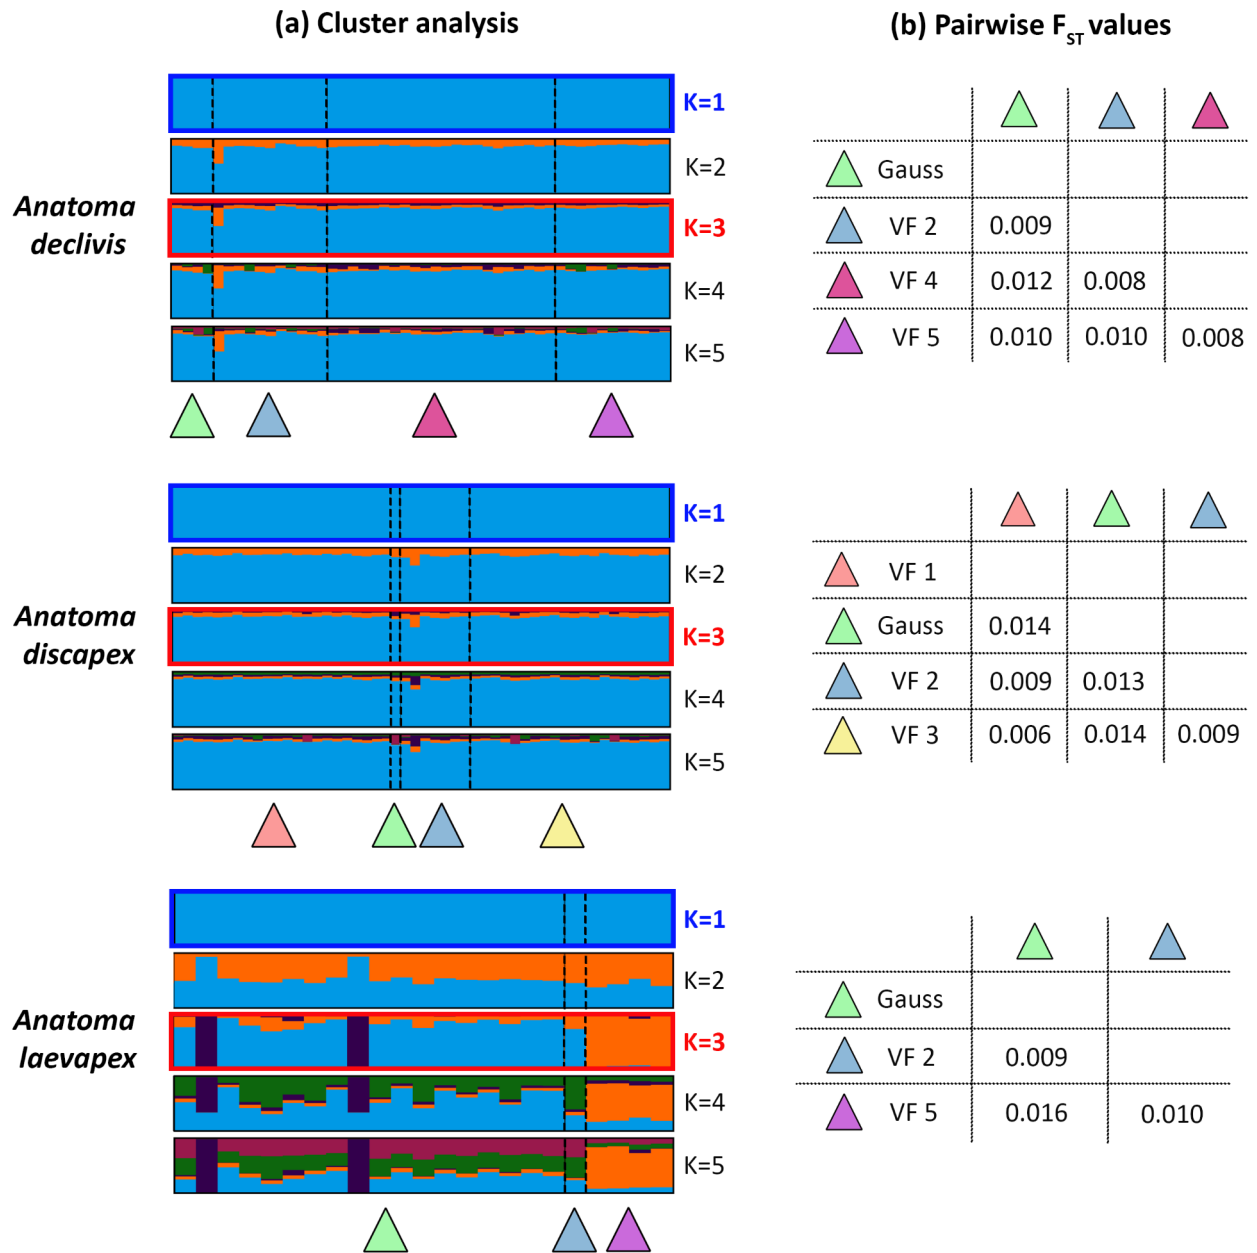 (a) Cluster analysis
(b) Pairwise FST values
Anatoma
declivis
K=1
K=2
K=3
K=4
K=5
Gauss
VF 2 0.009
VF 4 0.012 0.008
VF 5 0.010 0.010 0.008
Anatoma
discapex
K=1
K=2
K=3
K=4
K=5
VF 1
Gauss 0.014
VF 2 0.009 0.013
VF 3 0.006 0.014 0.009
Anatoma
laevapex
K=1
K=2
K=3
K=4
K=5
Gauss
VF 2 0.009
VF 5 0.016 0.010